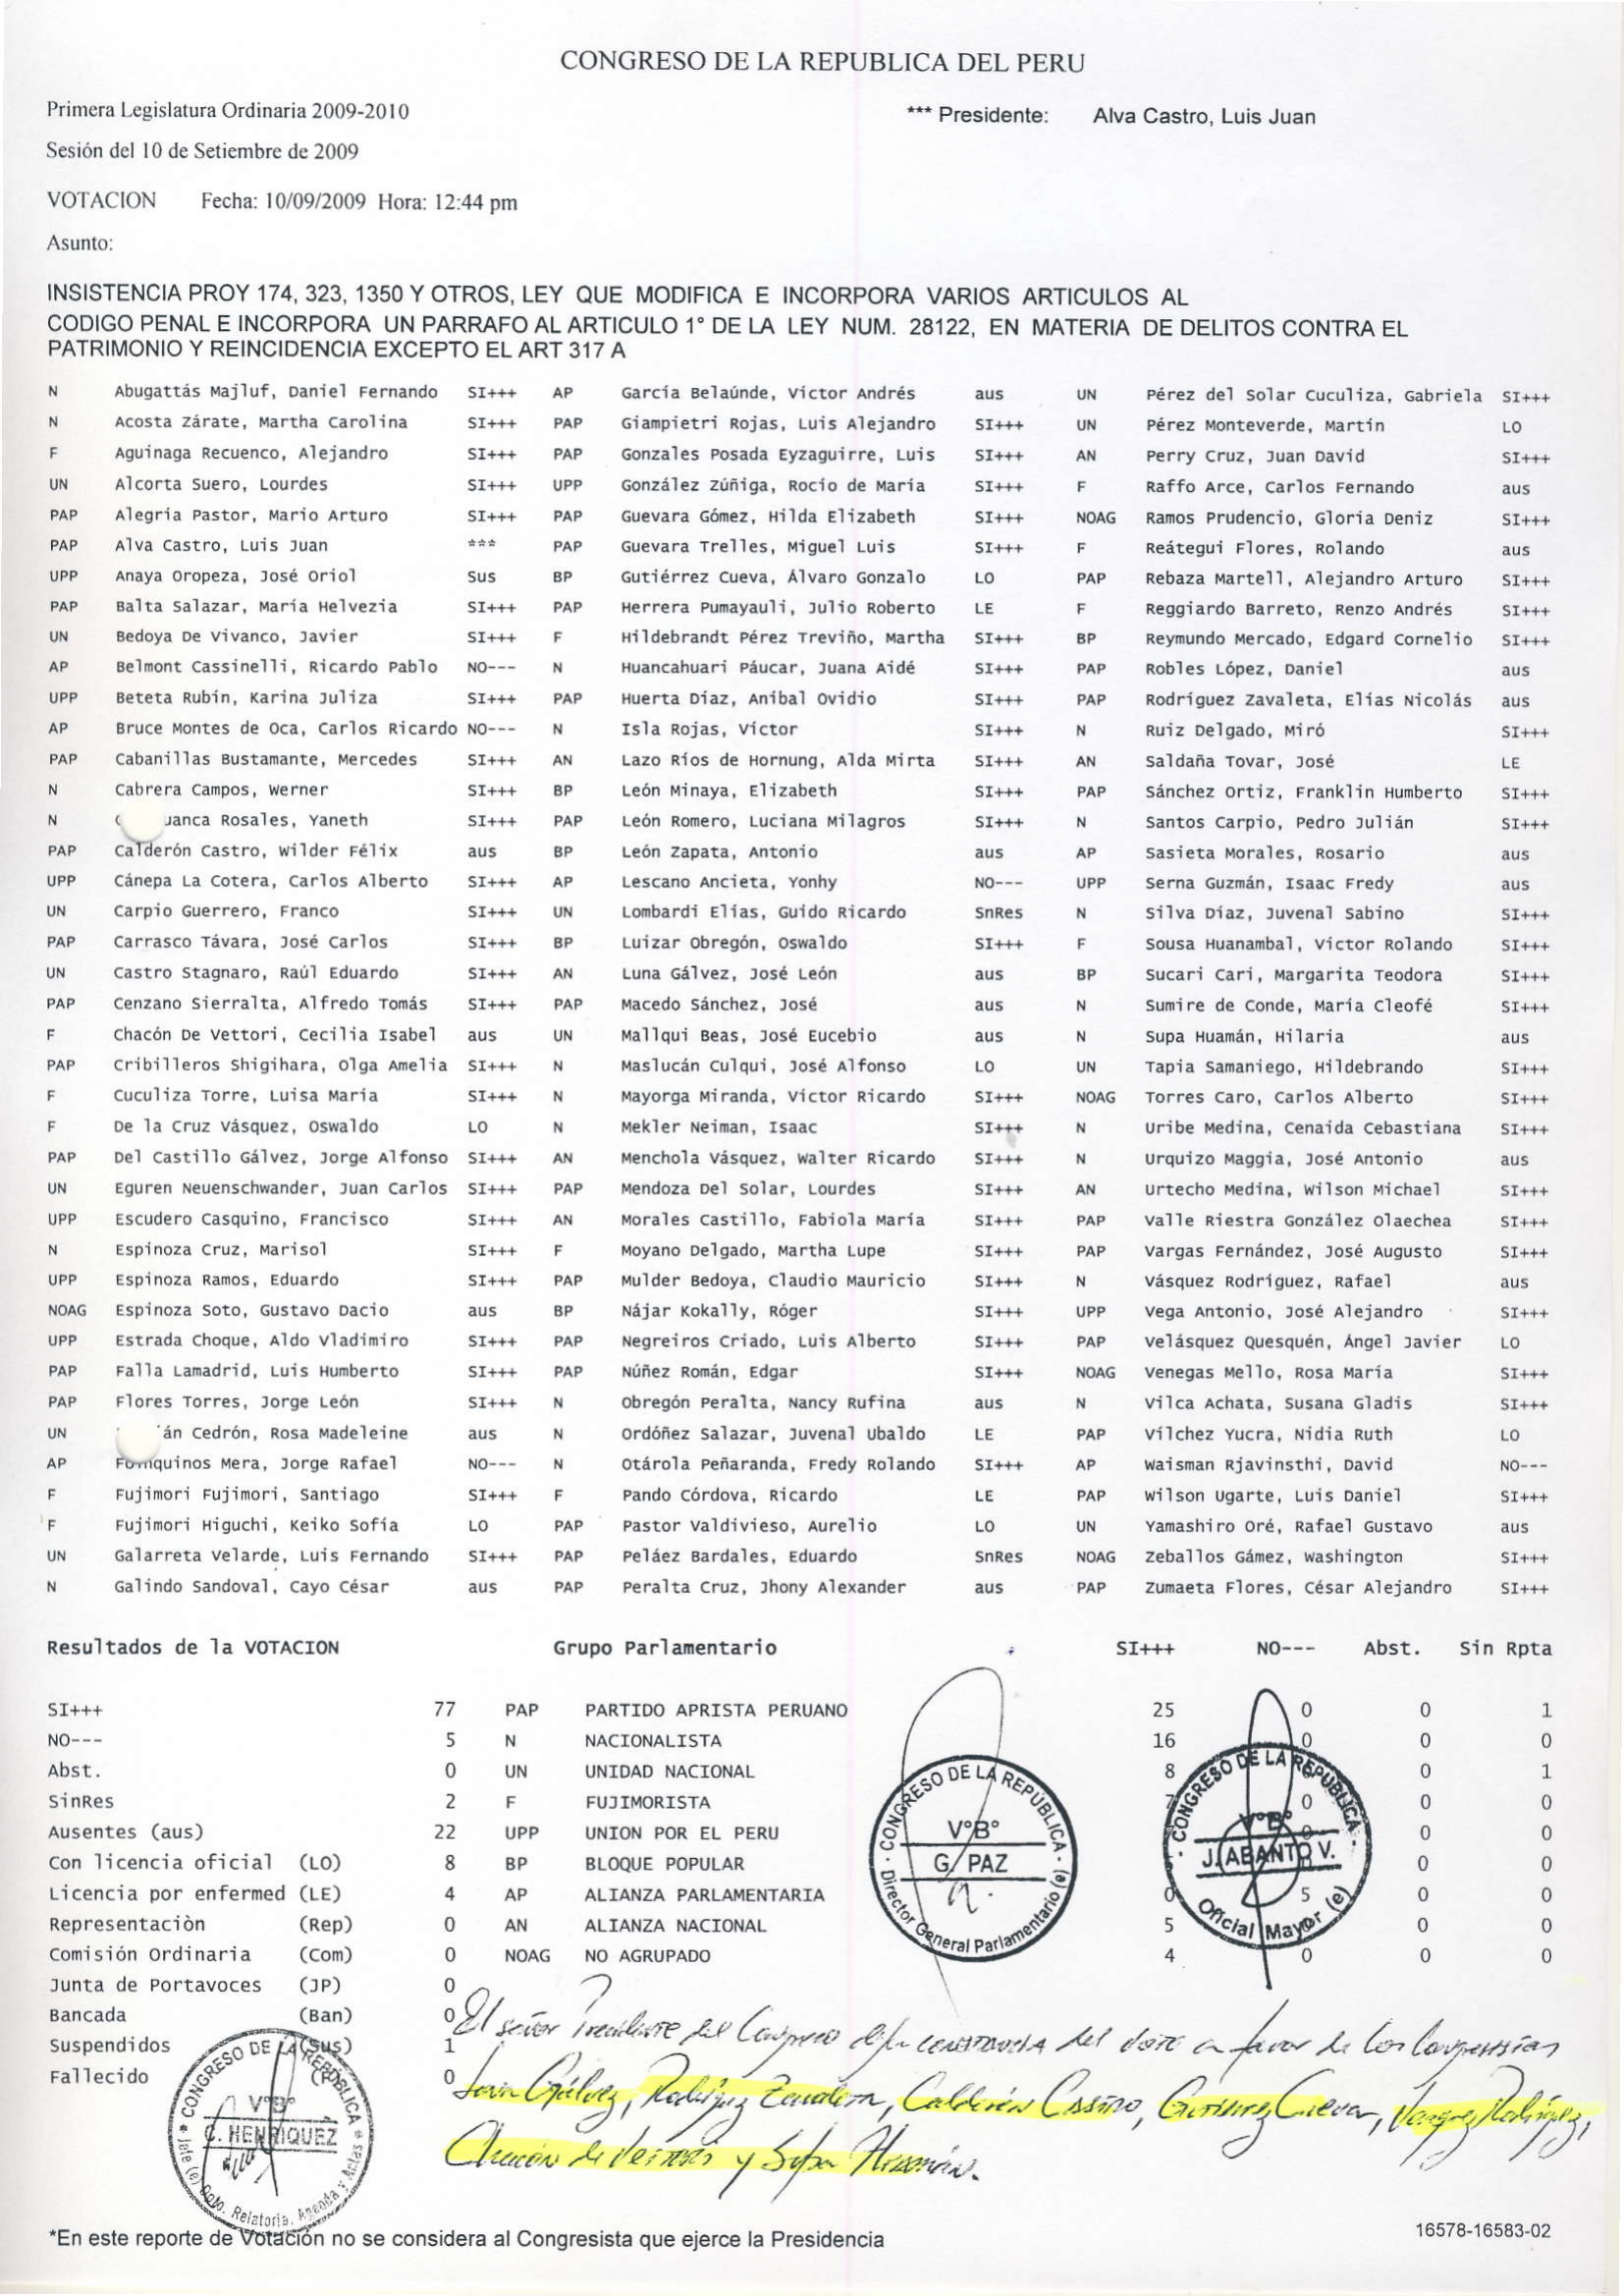 CONGRESO DE LA REPUBLICA DEL PERU
Primera Legislatura Ordinaria 2009-2010 *** Presidente: Alva Castro, Luis Juan
Sesión del 10 de Setiembre de 2009
VOTACION Fecha: 10/09/2009 Hora: 12:44 pm
Asunto:
INSISTENCIA PROY 174, 323, 1350 Y OTROS, LEY QUE MODIFICA E INCORPORA VARIOS ARTICULOS AL
CODIGO PENAL E INCORPORA UN PARRAFO AL ARTICULO 1° DE LA LEY NUM. 28122, EN MATERIA DE DELITOS CONTRA EL
PATRIMONIO Y REINCIDENCIA EXCEPTO EL ART 317 A
N Abugattás Majluf, Daniel Fernando SI+++ AP García Belaúnde, Víctor Andrés aus UN Pérez del Solar Cuculiza, Gabriela SI+++
N Acosta Zárate, Martha Carolina SI+++ PAP Giampietri Rojas, Luis Alejandro SI+++ UN Pérez Monteverde, Martín LO
F Aguinaga Recuenco, Alejandro SI+++ PAP Gonzales Posada Eyzaguirre, Luis SI+++ AN Perry Cruz, Juan David SI+++
UN Alcorta Suero, Lourdes SI+++ UPP González Zúñiga, Rocio de María SI+++ F Raffo Arce, Carlos Fernando aus
PAP Alegría Pastor, Mario Arturo SI+++ PAP Guevara Gómez, Hilda Elizabeth SI+++ NOAG Ramos Prudencio, Gloria Deniz SI+++
PAP Alva Castro, Luis Juan *** PAP Guevara Trelles, Miguel Luis SI+++ F Reátegui Flores, Rolando aus
UPP Anaya Oropeza, José Oriol Sus BP Gutiérrez Cueva, Álvaro Gonzalo LO PAP Rebaza Martell, Alejandro Arturo SI+++
PAP Balta Salazar, María Helvezia SI+++ PAP Herrera Pumayauli, Julio Roberto LE F Reggiardo Barreto, Renzo Andrés SI+++
UN Bedoya De Vivanco, Javier SI+++ F Hildebrandt Pérez Treviño, Martha SI+++ BP Reymundo Mercado, Edgard Cornelio SI+++
AP Belmont Cassinelli, Ricardo Pablo NO--- N Huancahuari Páucar, Juana Aidé SI+++ PAP Robles López, Daniel aus
UPP Beteta Rubín, Karina Juliza SI+++ PAP Huerta Díaz, Aníbal Ovidio SI+++ PAP Rodríguez Zavaleta, Elías Nicolás aus
AP Bruce Montes de Oca, Carlos Ricardo NO--- N Isla Rojas, Víctor SI+++ N Ruiz Delgado, Miró SI+++
PAP Cabanillas Bustamante, Mercedes SI+++ AN Lazo Ríos de Hornung, Alda Mirta SI+++ AN Saldaña Tovar, José LE
N Cabrera Campos, Werner SI+++ BP León Minaya, Elizabeth SI+++ PAP Sánchez Ortiz, Franklin Humberto SI+++
N uanca Rosales, Yaneth SI+++ PAP León Romero, Luciana Milagros SI+++ N Santos Carpio, Pedro Julián SI+++
PAP Calderón Castro, Wilder Félix aus BP León Zapata, Antonio aus AP Sasieta Morales, Rosario aus
UPP Cánepa La Cotera, Carlos Alberto SI+++ AP Lescano Ancieta, Yonhy NO--- UPP Serna Guzmán, Isaac Fredy aus
UN Carpio Guerrero, Franco SI+++ UN Lombardi Elías, Guido Ricardo SnRes N Silva Díaz, Juvenal Sabino SI+++
PAP Carrasco Távara, José Carlos SI+++ BP Luizar Obregón, Oswaldo SI+++ F Sousa Huanambal, Víctor Rolando SI+++
UN Castro Stagnaro, Raúl Eduardo SI+++ AN Luna Gálvez, José León aus BP Sucari Cari, Margarita Teodora SI+++
PAP Cenzano Sierralta, Alfredo Tomás SI+++ PAP Macedo Sánchez, José aus N Sumire de Conde, María Cleofé SI+++
F Chacón De Vettori, Cecilia Isabel aus UN Mallqui Beas, José Eucebio aus N Supa Huamán, Hilaria aus
PAP Cribilleros Shigihara, Olga Amelia SI+++ N Maslucán Culqui, José Alfonso LO UN Tapia Samaniego, Hildebrando SI+++
F Cuculiza Torre, Luisa María SI+++ N Mayorga Miranda, Víctor Ricardo SI+++ NOAG Torres Caro, Carlos Alberto SI+++
F De la Cruz Vásquez, Oswaldo LO N Mekler Neiman, Isaac SI+++ N Uribe Medina, Cenaida Cebastiana SI+++
PAP Del Castillo Gálvez, Jorge Alfonso SI+++ AN Menchola Vásquez, Walter Ricardo SI+++ N Urquizo Maggia, José Antonio aus
UN Eguren Neuenschwander, Juan Carlos SI+++ PAP Mendoza Del Solar, Lourdes SI+++ AN Urtecho Medina, Wilson Michael SI+++
UPP Escudero Casquino, Francisco SI+++ AN Morales Castillo, Fabiola María SI+++ PAP Valle Riestra González Olaechea SI+++
N Espinoza Cruz, Marisol SI+++ F Moyano Delgado, Martha Lupe SI+++ PAP Vargas Fernández, José Augusto SI+++
UPP Espinoza Ramos, Eduardo SI+++ PAP Mulder Bedoya, Claudio Mauricio SI+++ N Vásquez Rodríguez, Rafael aus
NOAG Espinoza Soto, Gustavo Dacio aus BP Nájar Kokally, Róger SI+++ UPP Vega Antonio, José Alejandro SI+++
UPP Estrada Choque, Aldo Vladimiro SI+++ PAP Negreiros Criado, Luis Alberto SI+++ PAP Velásquez Quesquén, Ángel Javier LO
PAP Falla Lamadrid, Luis Humberto SI+++ PAP Núñez Román, Edgar SI+++ NOAG Venegas Mello, Rosa María SI+++
PAP Flores Torres, Jorge León SI+++ N Obregón Peralta, Nancy Rufina aus N Vilca Achata, Susana Gladis SI+++
UN án Cedrón, Rosa Madeleine aus N Ordóñez Salazar, Juvenal Ubaldo LE PAP Vílchez Yucra, Nidia Ruth LO
AP Foinquinos Mera, Jorge Rafael NO--- N Otárola Peñaranda, Fredy Rolando SI+++ AP Waisman Rjavinsthi, David NO---
F Fujimori Fujimori, Santiago SI+++ F Pando Córdova, Ricardo LE PAP Wilson Ugarte, Luis Daniel SI+++
F Fujimori Higuchi, Keiko Sofía LO PAP Pastor Valdivieso, Aurelio LO UN Yamashiro Oré, Rafael Gustavo aus
UN Galarreta Velarde, Luis Fernando SI+++ PAP Peláez Bardales, Eduardo SnRes NOAG Zeballos Gámez, Washington SI+++
N Galindo Sandoval, Cayo César aus PAP Peralta Cruz, Jhony Alexander aus PAP Zumaeta Flores, César Alejandro SI+++
Resultados de la VOTACION Grupo Parlamentario SI+++ NO--- Abst. Sin Rpta
SI+++ 77 PAP PARTIDO APRISTA PERUANO 25 0 0 1
NO--- 5 N NACIONALISTA 16 0 0 0
Abst. 0 UN UNIDAD NACIONAL 8 0 1
SinRes 2 F FUJIMORISTA 7 0 0 0
Ausentes (aus) 22 UPP UNION POR EL PERU 0 0
Con licencia oficial (LO) 8 BP BLOQUE POPULAR 0 0
Licencia por enfermed (LE) 4 AP ALIANZA PARLAMENTARIA 0 5 0 0
Representaciòn (Rep) 0 AN ALIANZA NACIONAL 5 0 0
Comisión Ordinaria (Com) 0 NOAG NO AGRUPADO 4 0 0 0
Junta de Portavoces (JP) 0
Bancada (Ban) 0
Suspendidos (Sus) 1
Fallecido 0
CONGRESO DE LA REPÚBLICA
V°B°
G. PAZ
Director General Parlamentario (e)
CONGRESO DE LA REPÚBLICA
V°B°
J. ABANTO V.
Oficial Mayor (e)
CONGRESO DE LA REPÚBLICA
V°B°
C. HENRIQUEZ
Jefe (e) Dpto. Relatoría, Agenda y Actas
El señor Presidente del Congreso deja constancia del voto a favor de los Congresistas
Luna Gálvez, Rodríguez Zavaleta, Calderón Castro, Gutiérrez Cueva, Vásquez Rodríguez,
Chacón de Vettori y Supa Huamán.
*En este reporte de Votación no se considera al Congresista que ejerce la Presidencia
16578-16583-02